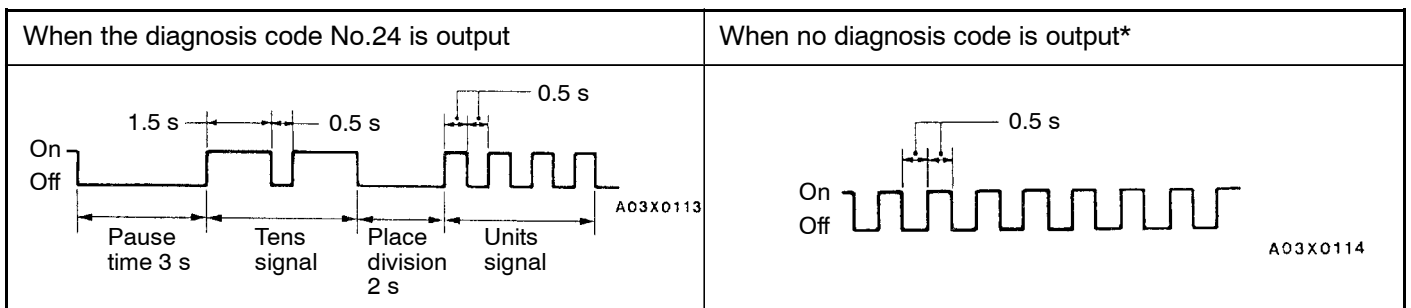 When the diagnosis code No.24 is output
When no diagnosis code is output*
0.5 s
1.5 s
0.5 s
On
Off
A03X0113
Pause
time 3 s
Tens
signal
Place
division
2 s
Units
signal
0.5 s
On
Off
A03X0114